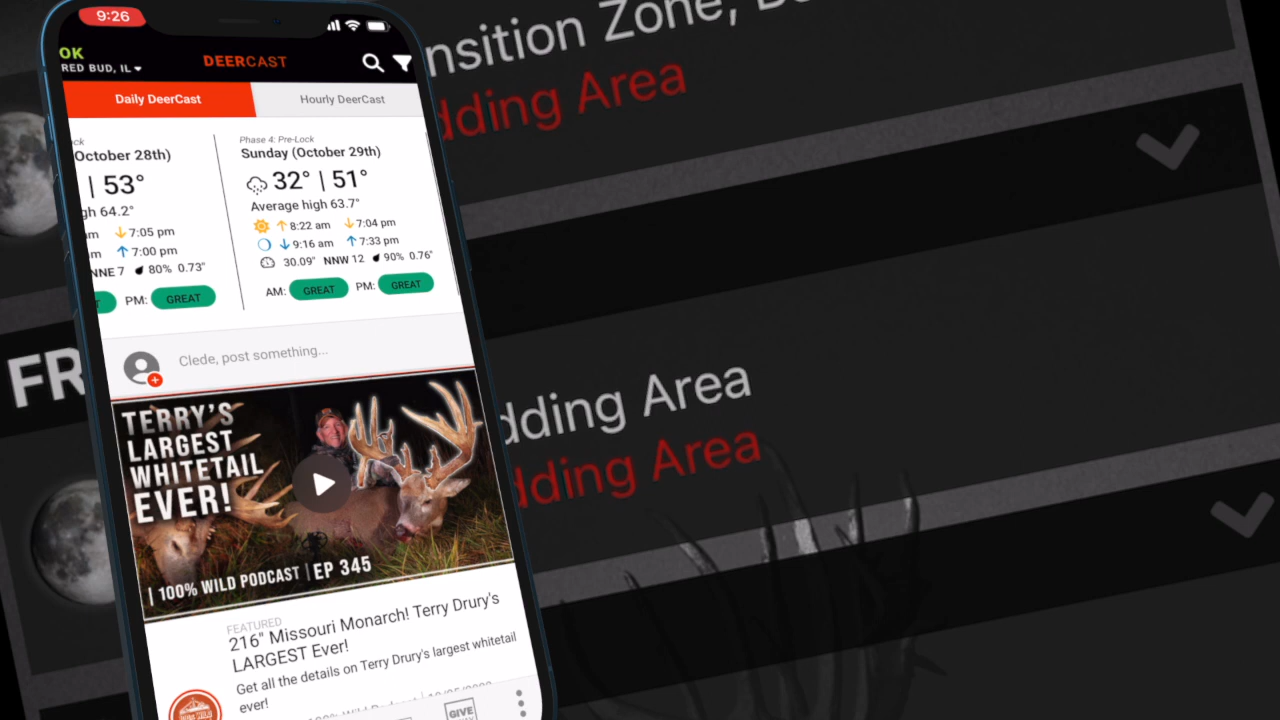 9:26
OK
RED BUD, IL
DEERCAST
Daily DeerCast
Hourly DeerCast
October 28th)
| 53°
gh 64.2°
7:05 pm
7:00 pm
NNE 7 80% 0.73"
PM: GREAT
Phase 4: Pre-Lock
Sunday (October 29th)
32° | 51°
Average high 63.7°
8:22 am 7:04 pm
9:16 am 7:33 pm
30.09" NNW 12 90% 0.76"
AM: GREAT PM: GREAT
Clede, post something...
TERRY'S
LARGEST
WHITETAIL
EVER!
| 100% WILD PODCAST | EP 345
FEATURED
216" Missouri Monarch! Terry Drury's
LARGEST Ever!
Get all the details on Terry Drury's largest whitetail
ever!
GIVE
nsition Zone,
dding Area
FR
dding Area
dding Area